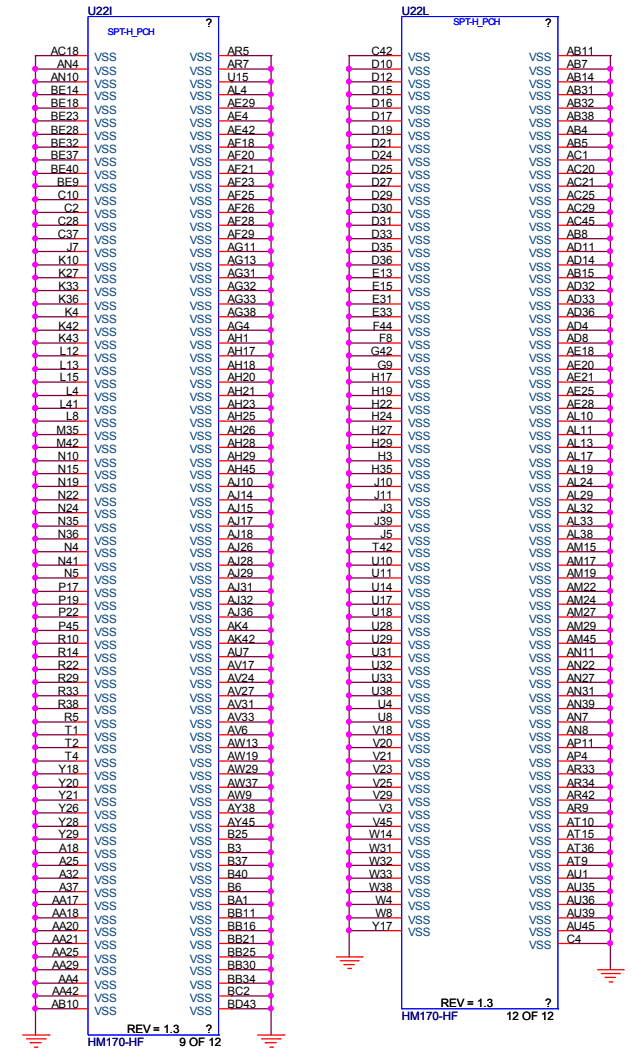 U22I
?
SPT-H_PCH
AC18 VSS VSS AR5
AN4 VSS VSS AR7
AN10 VSS VSS U15
BE14 VSS VSS AL4
BE18 VSS VSS AE29
BE23 VSS VSS AE4
BE28 VSS VSS AE42
BE32 VSS VSS AF18
BE37 VSS VSS AF20
BE40 VSS VSS AF21
BE9 VSS VSS AF23
C10 VSS VSS AF25
C2 VSS VSS AF26
C28 VSS VSS AF28
C37 VSS VSS AF29
J7 VSS VSS AG11
K10 VSS VSS AG13
K27 VSS VSS AG31
K33 VSS VSS AG32
K36 VSS VSS AG33
K4 VSS VSS AG38
K42 VSS VSS AG4
K43 VSS VSS AH1
L12 VSS VSS AH17
L13 VSS VSS AH18
L15 VSS VSS AH20
L4 VSS VSS AH21
L41 VSS VSS AH23
L8 VSS VSS AH25
M35 VSS VSS AH26
M42 VSS VSS AH28
N10 VSS VSS AH29
N15 VSS VSS AH45
N19 VSS VSS AJ10
N22 VSS VSS AJ14
N24 VSS VSS AJ15
N35 VSS VSS AJ17
N36 VSS VSS AJ18
N4 VSS VSS AJ26
N41 VSS VSS AJ28
N5 VSS VSS AJ29
P17 VSS VSS AJ31
P19 VSS VSS AJ32
P22 VSS VSS AJ36
P45 VSS VSS AK4
R10 VSS VSS AK42
R14 VSS VSS AU7
R22 VSS VSS AV17
R29 VSS VSS AV24
R33 VSS VSS AV27
R38 VSS VSS AV31
R5 VSS VSS AV33
T1 VSS VSS AV6
T2 VSS VSS AW13
T4 VSS VSS AW19
Y18 VSS VSS AW29
Y20 VSS VSS AW37
Y21 VSS VSS AW9
Y26 VSS VSS AY38
Y28 VSS VSS AY45
Y29 VSS VSS B25
A18 VSS VSS B3
A25 VSS VSS B37
A32 VSS VSS B40
A37 VSS VSS B6
AA17 VSS VSS BA1
AA18 VSS VSS BB11
AA20 VSS VSS BB16
AA21 VSS VSS BB21
AA25 VSS VSS BB25
AA29 VSS VSS BB30
AA4 VSS VSS BB34
AA42 VSS VSS BC2
AB10 VSS VSS BD43
REV = 1.3 ?
HM170-HF 9 OF 12
U22L
SPT-H_PCH ?
C42 VSS VSS AB11
D10 VSS VSS AB7
D12 VSS VSS AB14
D15 VSS VSS AB31
D16 VSS VSS AB32
D17 VSS VSS AB38
D19 VSS VSS AB4
D21 VSS VSS AB5
D24 VSS VSS AC1
D25 VSS VSS AC20
D27 VSS VSS AC21
D29 VSS VSS AC25
D30 VSS VSS AC29
D31 VSS VSS AC45
D33 VSS VSS AB8
D35 VSS VSS AD11
D36 VSS VSS AD14
E13 VSS VSS AB15
E15 VSS VSS AD32
E31 VSS VSS AD33
E33 VSS VSS AD36
F44 VSS VSS AD4
F8 VSS VSS AD8
G42 VSS VSS AE18
G9 VSS VSS AE20
H17 VSS VSS AE21
H19 VSS VSS AE25
H22 VSS VSS AE28
H24 VSS VSS AL10
H27 VSS VSS AL11
H29 VSS VSS AL13
H3 VSS VSS AL17
H35 VSS VSS AL19
J10 VSS VSS AL24
J11 VSS VSS AL29
J3 VSS VSS AL32
J39 VSS VSS AL33
J5 VSS VSS AL38
T42 VSS VSS AM15
U10 VSS VSS AM17
U11 VSS VSS AM19
U14 VSS VSS AM22
U17 VSS VSS AM24
U18 VSS VSS AM27
U28 VSS VSS AM29
U29 VSS VSS AM45
U31 VSS VSS AN11
U32 VSS VSS AN22
U33 VSS VSS AN27
U38 VSS VSS AN31
U4 VSS VSS AN39
U8 VSS VSS AN7
V18 VSS VSS AN8
V20 VSS VSS AP11
V21 VSS VSS AP4
V23 VSS VSS AR33
V25 VSS VSS AR34
V29 VSS VSS AR42
V3 VSS VSS AR9
V45 VSS VSS AT10
W14 VSS VSS AT15
W31 VSS VSS AT36
W32 VSS VSS AT9
W33 VSS VSS AU1
W38 VSS VSS AU35
W4 VSS VSS AU36
W8 VSS VSS AU39
Y17 VSS VSS AU45
VSS C4
REV = 1.3 ?
HM170-HF 12 OF 12